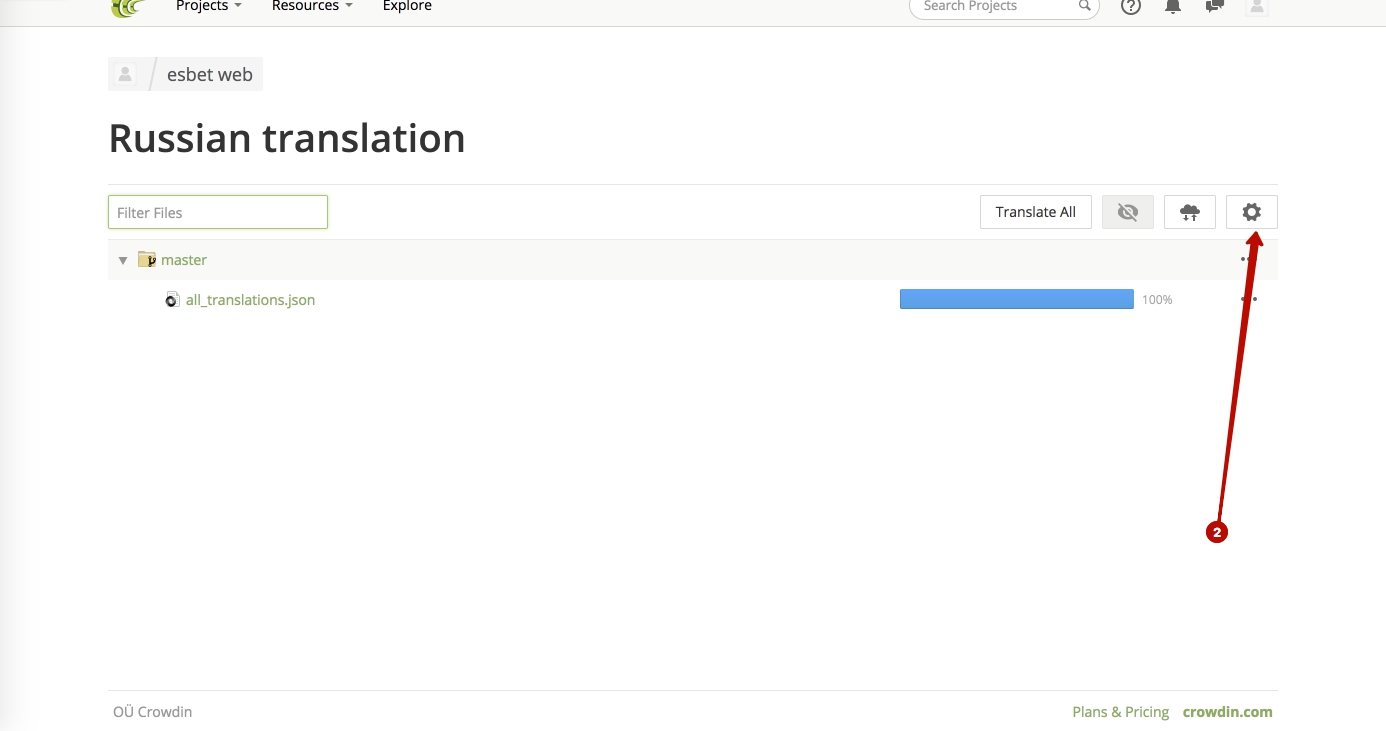 Projects Resources Explore Search Projects
esbet web
Russian translation
Filter Files Translate All
master
all_translations.json 100%
2
OÜ Crowdin Plans & Pricing crowdin.com